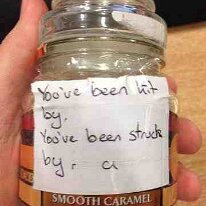 You've been hit
by.
You've been struck
by. a
SMOOTH CARAMEL